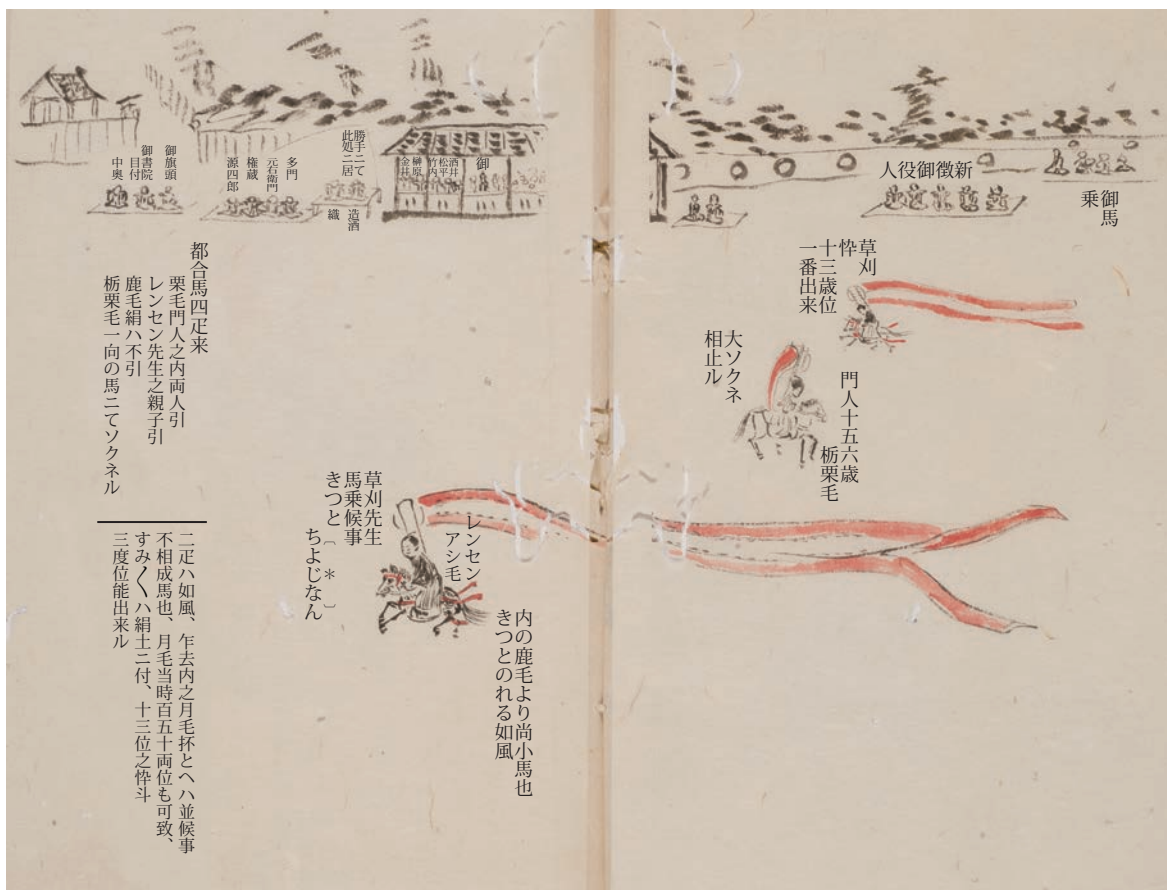 御馬
乗
新徴御役人
草刈
忰
十三歳位
一番出来
門人十五六歳
栃栗毛
大ソクネ
相止ル
御
酒井
松平
竹内
榊原
金井
勝手ニて
此処ニ居
造酒
織
多門
元右衛門
権蔵
源四郎
御旗頭
御書院
目付
中奥
内の鹿毛より尚小馬也
きつとのれる如風
レンセン
アシ毛
草刈先生
馬乗候事
きつと〔＊〕
ちよじなん
都合馬四疋来
栗毛門人之内両人引
レンセン先生之親子引
鹿毛絹ハ不引
栃栗毛一向の馬ニてソクネル
二疋ハ如風、乍去内之月毛抔とヘハ並候事
不相成馬也、月毛当時百五十両位も可致、
すみ〳〵ハ絹土ニ付、十三位之忰斗
三度位能出来ル